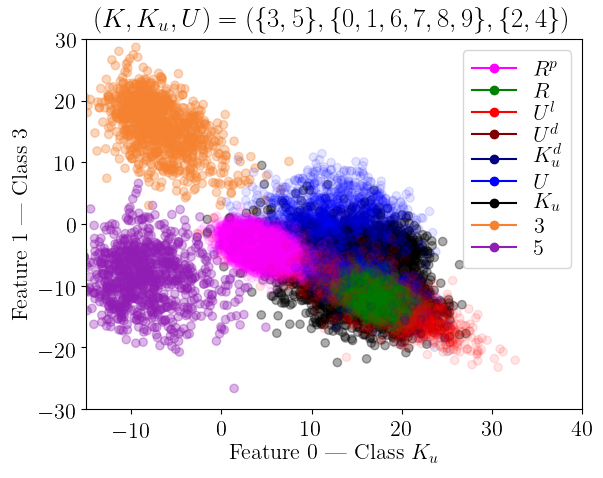 (K, K_u, U) = ({3, 5}, {0, 1, 6, 7, 8, 9}, {2, 4})
30
20
10
0
−10
−20
−30
Feature 1 — Class 3
R^p
R
U^l
U^d
K_u^d
U
K_u
3
5
−10
0
10
20
30
40
Feature 0 — Class K_u